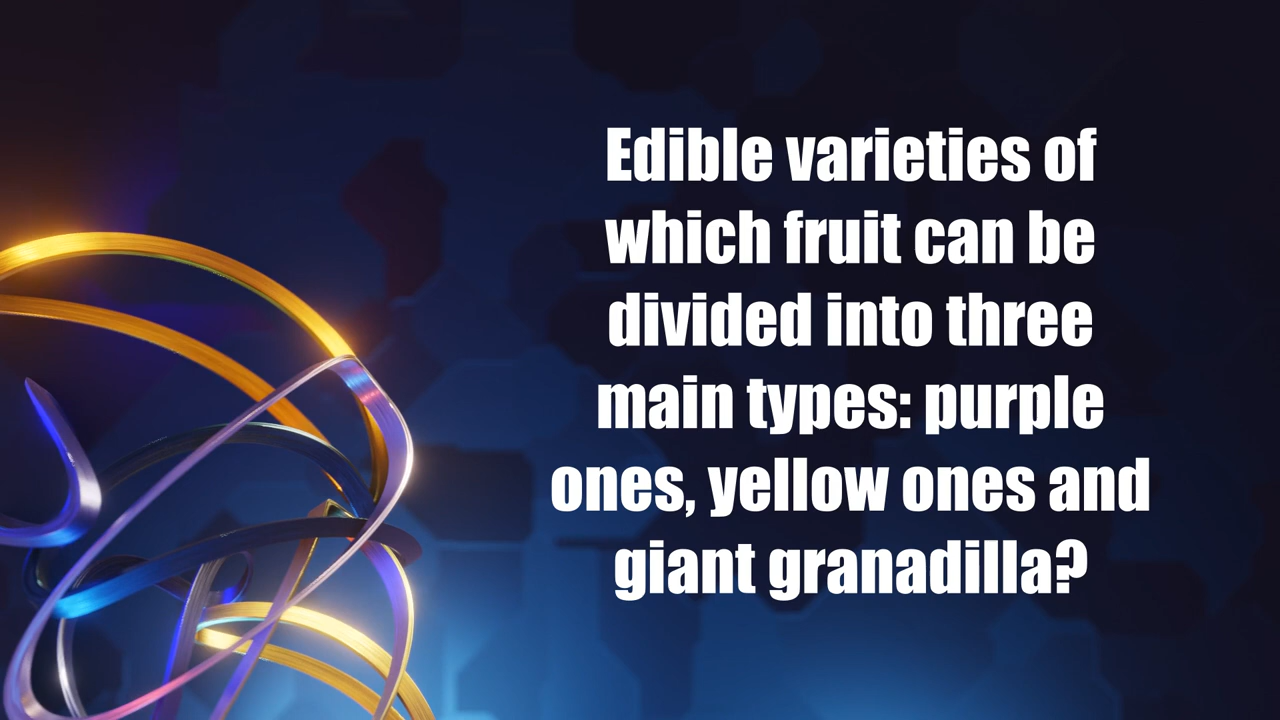 Edible varieties of
which fruit can be
divided into three
main types: purple
ones, yellow ones and
giant granadilla?